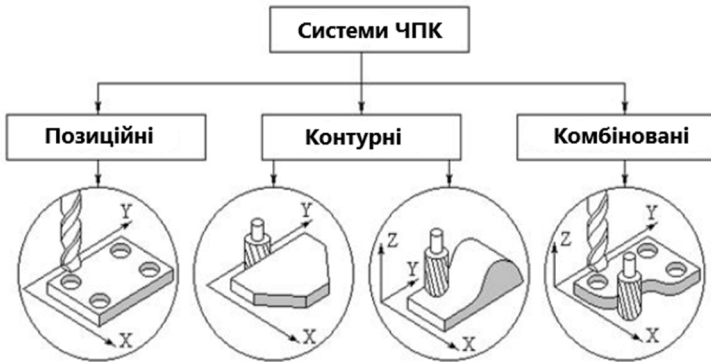 Системи ЧПК
Позиційні
Контурні
Комбіновані
Y
X
Y
X
Z
Y
X
Z
Y
X